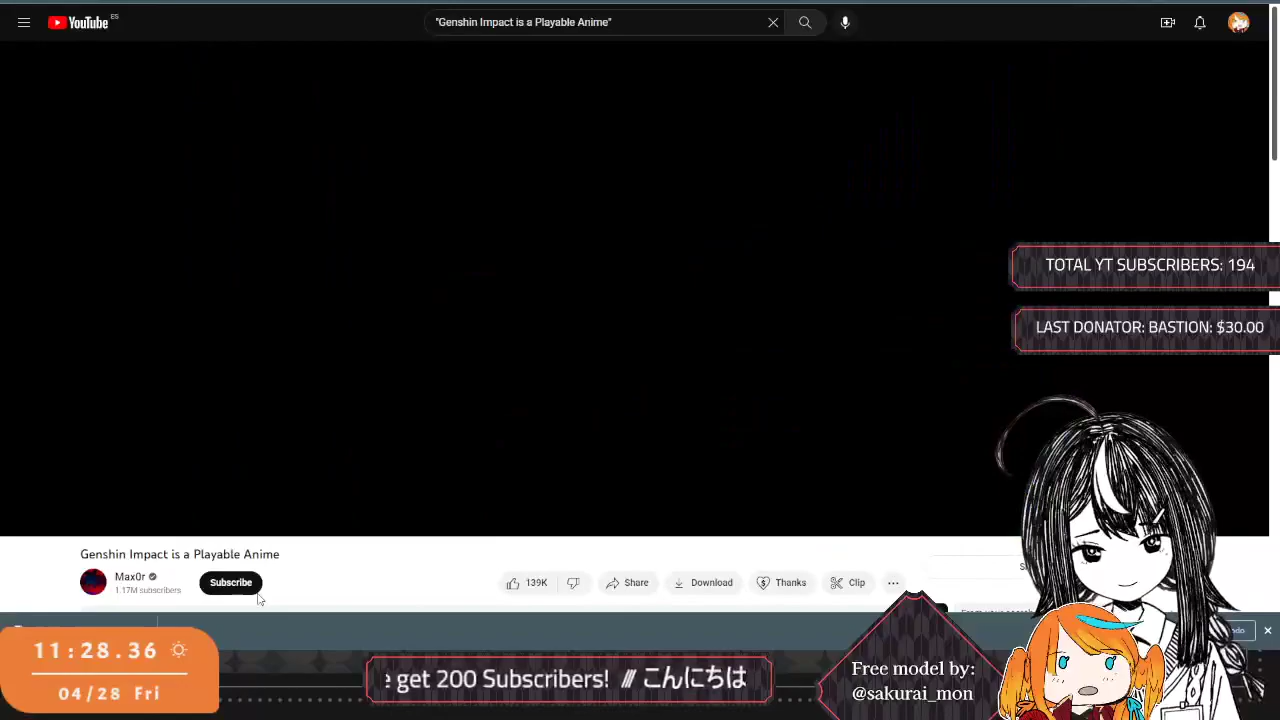 YouTube ES
"Genshin Impact is a Playable Anime"
TOTAL YT SUBSCRIBERS: 194
LAST DONATOR: BASTION: $30.00
Genshin Impact is a Playable Anime
Max0r
1.17M subscribers
Subscribe
139K
Share
Download
Thanks
Clip
11:28.36
04/28 Fri
get 200 Subscribers! /// こんにちは
Free model by:
@sakurai_mon